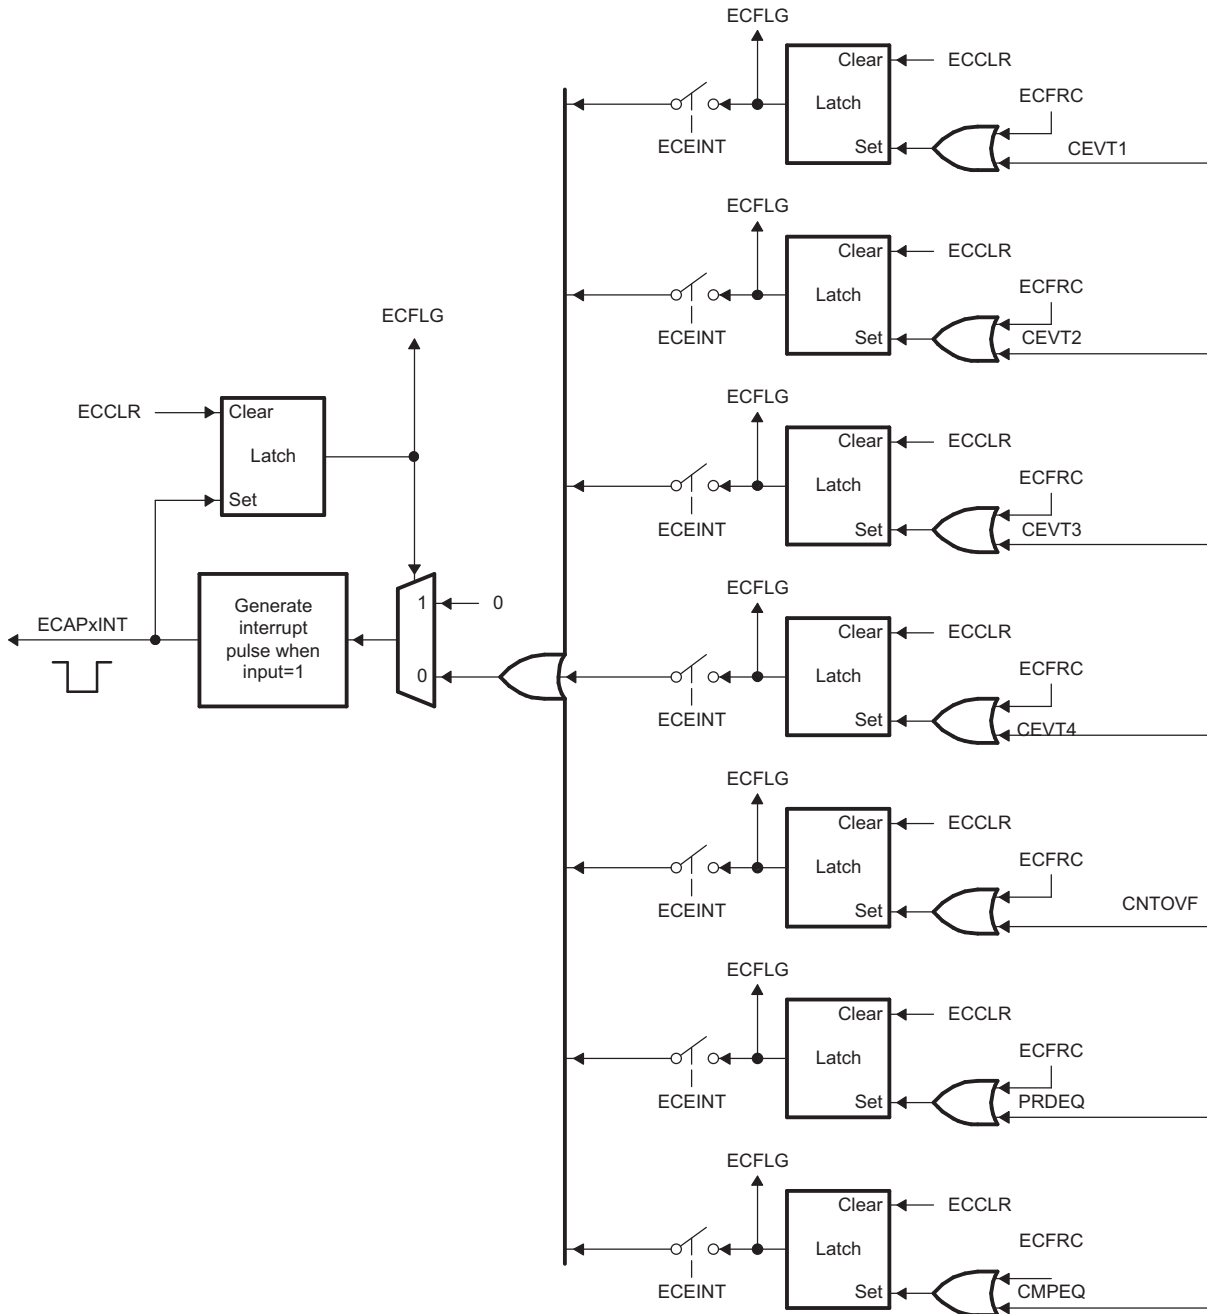 ECFLG
Clear
ECCLR
Latch
ECFRC
ECEINT
Set
CEVT1
ECFLG
Clear
ECCLR
Latch
ECFRC
ECEINT
Set
CEVT2
ECFLG
ECCLR
Clear
Latch
Set
ECFLG
Clear
ECCLR
Latch
ECFRC
ECEINT
Set
CEVT3
ECAPxINT
Generate
interrupt
pulse when
input=1
1
0
0
ECFLG
Clear
ECCLR
Latch
ECFRC
ECEINT
Set
CEVT4
ECFLG
Clear
ECCLR
Latch
ECFRC
ECEINT
Set
CNTOVF
ECFLG
Clear
ECCLR
Latch
ECFRC
ECEINT
Set
PRDEQ
ECFLG
Clear
ECCLR
Latch
ECFRC
ECEINT
Set
CMPEQ